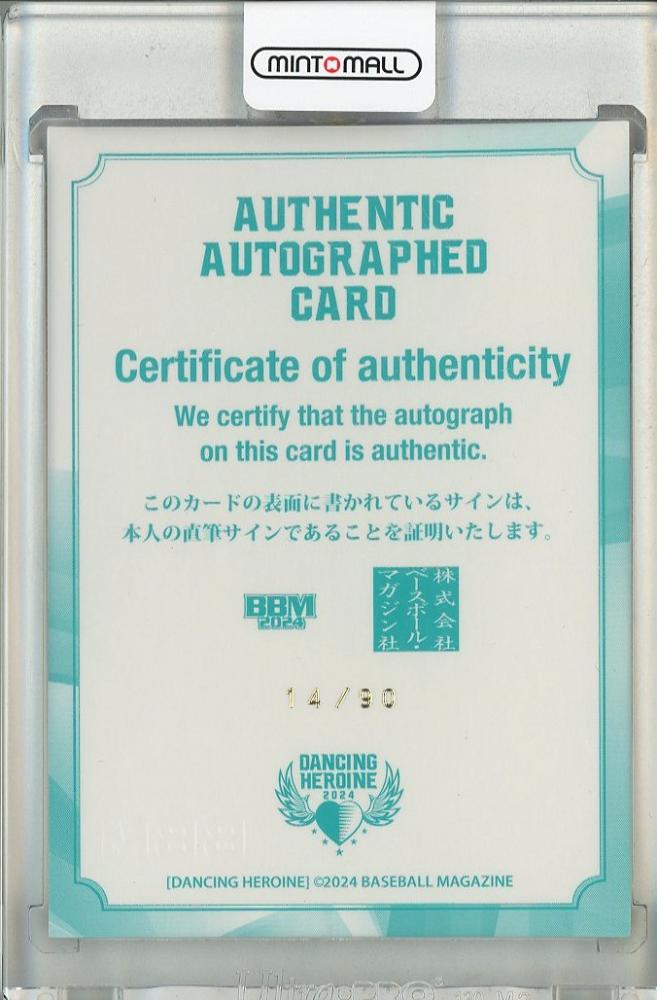 MINTMALL
AUTHENTIC
AUTOGRAPHED
CARD
Certificate of authenticity
We certify that the autograph
on this card is authentic.
このカードの表面に書かれているサインは、
本人の直筆サインであることを証明いたします。
BBM
2024
株式会社
ベースボール・
マガジン社
14/90
DANCING
HEROINE
2024
[DANCING HEROINE] ©2024 BASEBALL MAGAZINE